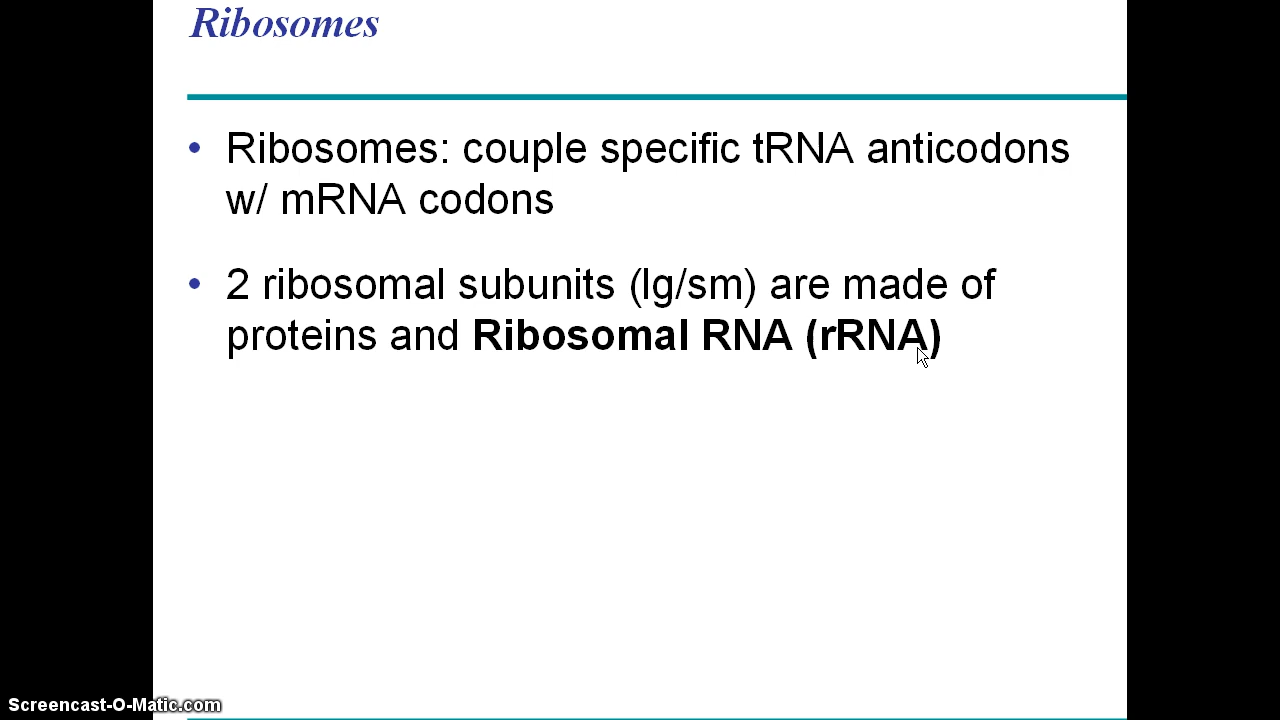 Ribosomes
• Ribosomes: couple specific tRNA anticodons
w/ mRNA codons
• 2 ribosomal subunits (lg/sm) are made of
proteins and Ribosomal RNA (rRNA)
Screencast-O-Matic.com